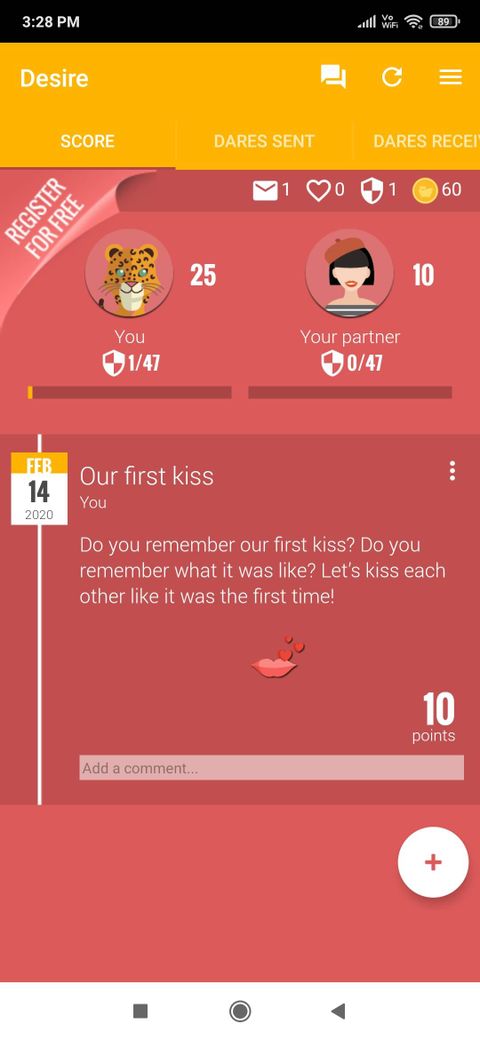 3:28 PM
Vo
WiFi
89
Desire
SCORE
DARES SENT
DARES RECEI
REGISTER
FOR FREE
1
0
1
60
25
10
You
Your partner
1/47
0/47
FEB
14
2020
Our first kiss
You
Do you remember our first kiss? Do you
remember what it was like? Let's kiss each
other like it was the first time!
10
points
Add a comment...